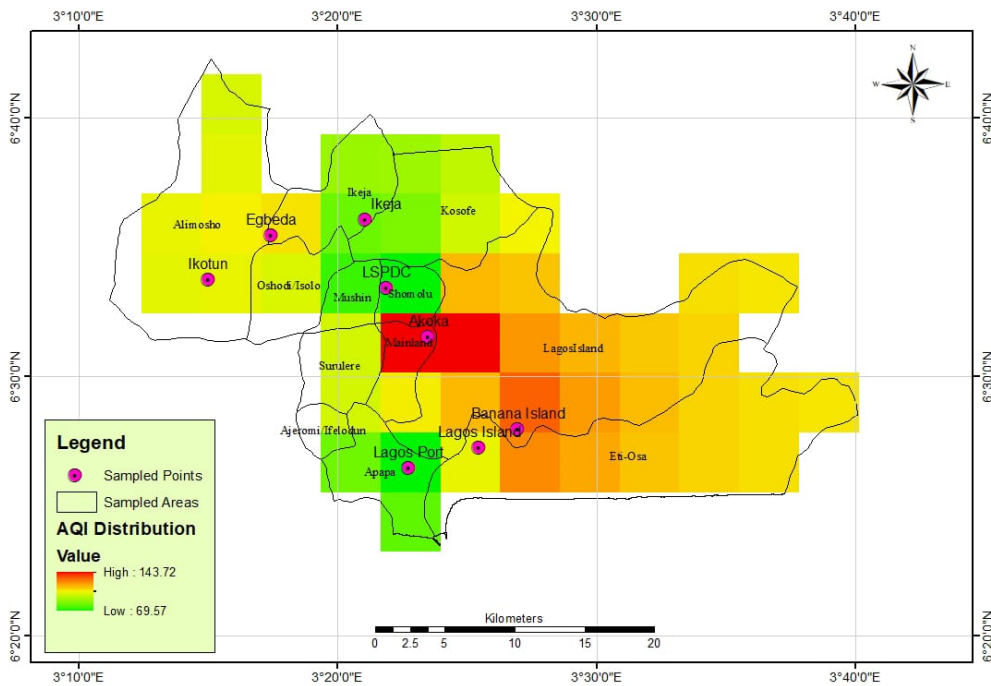 3°10'0"E 3°20'0"E 3°30'0"E 3°40'0"E
N
W E
S
6°40'0"N 6°40'0"N
Ikeja
Ikeja
Kosofe
Alimosho
Egbeda
Ikotun
Oshodi/Isolo
LSPDC
Mushin
Shomolu
Akoka
Mainland
LagosIsland
Surulere
6°30'0"N 6°30'0"N
Banana Island
Ajeromi/Ifelodun
Lagos Island
Lagos Port
Apapa
Eti-Osa
Legend
Sampled Points
Sampled Areas
AQI Distribution
Value
High : 143.72
Low : 69.57
Kilometers
0 2.5 5 10 15 20
6°20'0"N 6°20'0"N
3°10'0"E 3°20'0"E 3°30'0"E 3°40'0"E